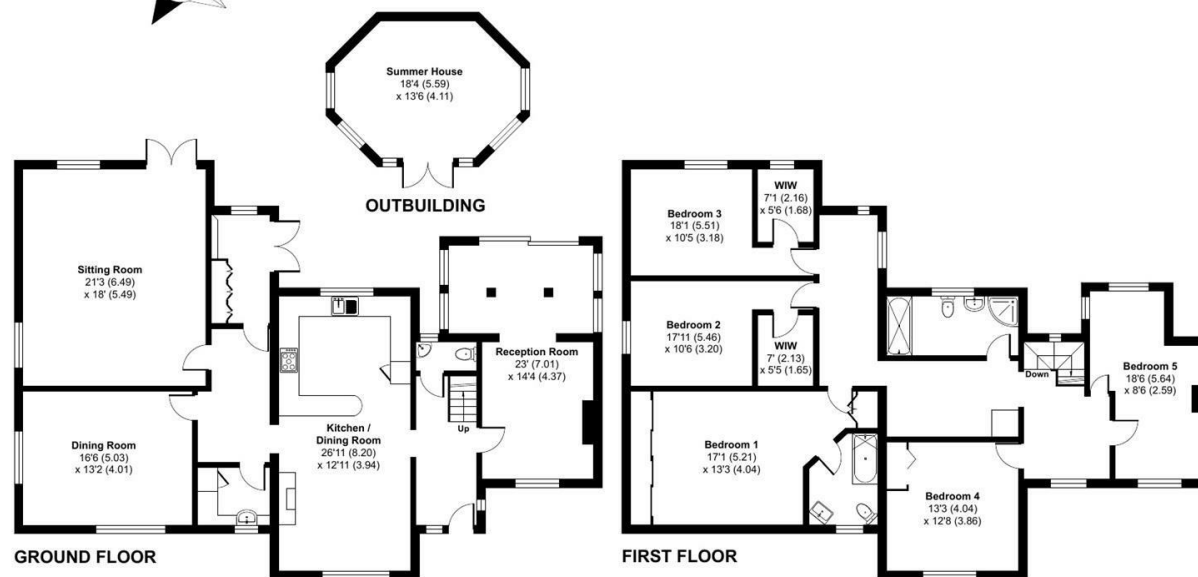 Summer House
18'4 (5.59)
x 13'6 (4.11)
OUTBUILDING
Sitting Room
21'3 (6.49)
x 18' (5.49)
Dining Room
16'6 (5.03)
x 13'2 (4.01)
Kitchen /
Dining Room
26'11 (8.20)
x 12'11 (3.94)
Up
Reception Room
23' (7.01)
x 14'4 (4.37)
GROUND FLOOR
Bedroom 3
18'1 (5.51)
x 10'5 (3.18)
WIW
7'1 (2.16)
x 5'6 (1.68)
Bedroom 2
17'11 (5.46)
x 10'6 (3.20)
WIW
7' (2.13)
x 5'5 (1.65)
Bedroom 1
17'1 (5.21)
x 13'3 (4.04)
Down
Bedroom 5
18'6 (5.64)
x 8'6 (2.59)
Bedroom 4
13'3 (4.04)
x 12'8 (3.86)
FIRST FLOOR